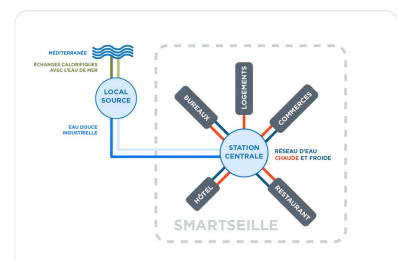 MÉDITERRANÉE
ÉCHANGES CALORIFIQUES
AVEC L'EAU DE MER
LOCAL
SOURCE
EAU DOUCE
INDUSTRIELLE
BUREAUX
LOGEMENTS
COMMERCES
STATION
CENTRALE
RÉSEAU D'EAU
CHAUDE ET FROIDE
HÔTEL
RESTAURANT
SMARTSEILLE